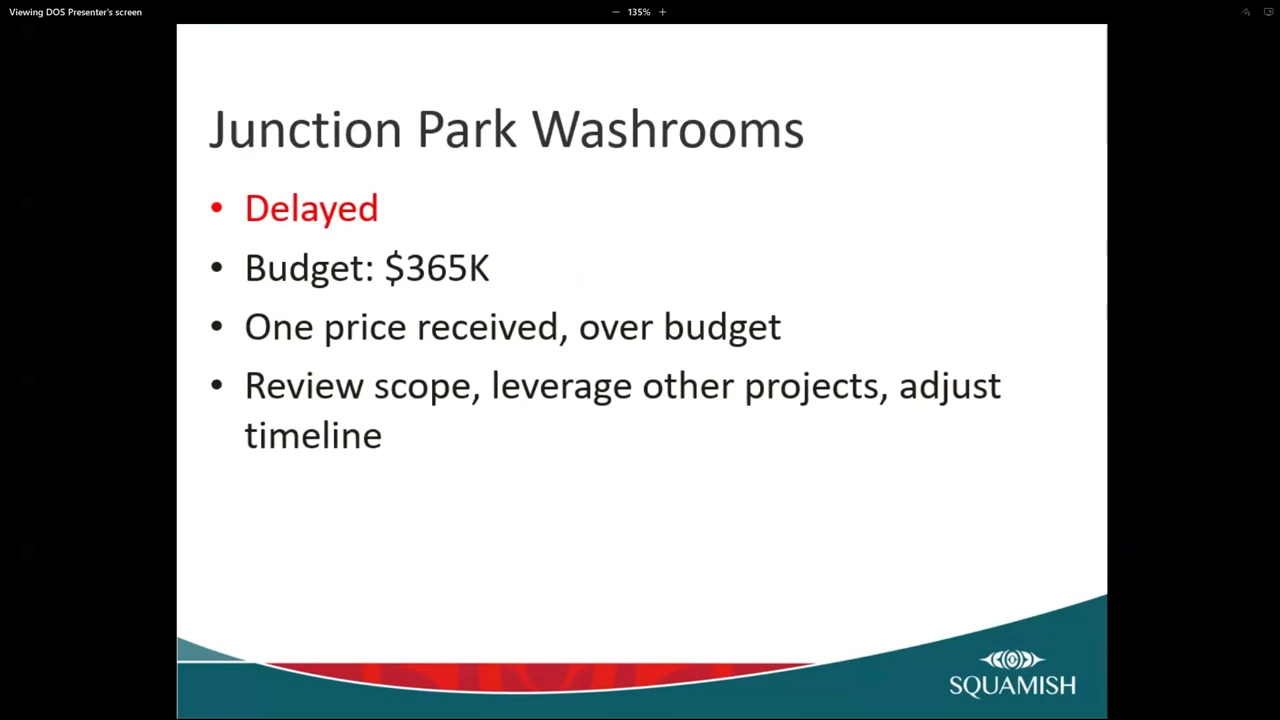 Viewing DOS Presenter's screen
− 135% +
Junction Park Washrooms
• Delayed
• Budget: $365K
• One price received, over budget
• Review scope, leverage other projects, adjust
timeline
SQUAMISH